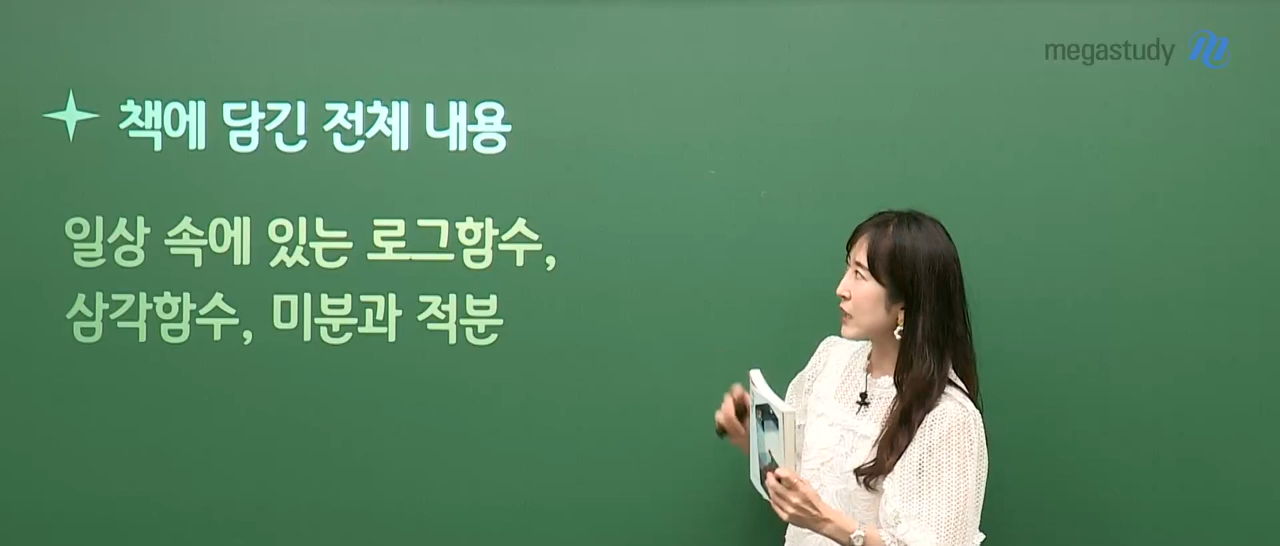 megastudy
책에 담긴 전체 내용
일상 속에 있는 로그함수,
삼각함수, 미분과 적분